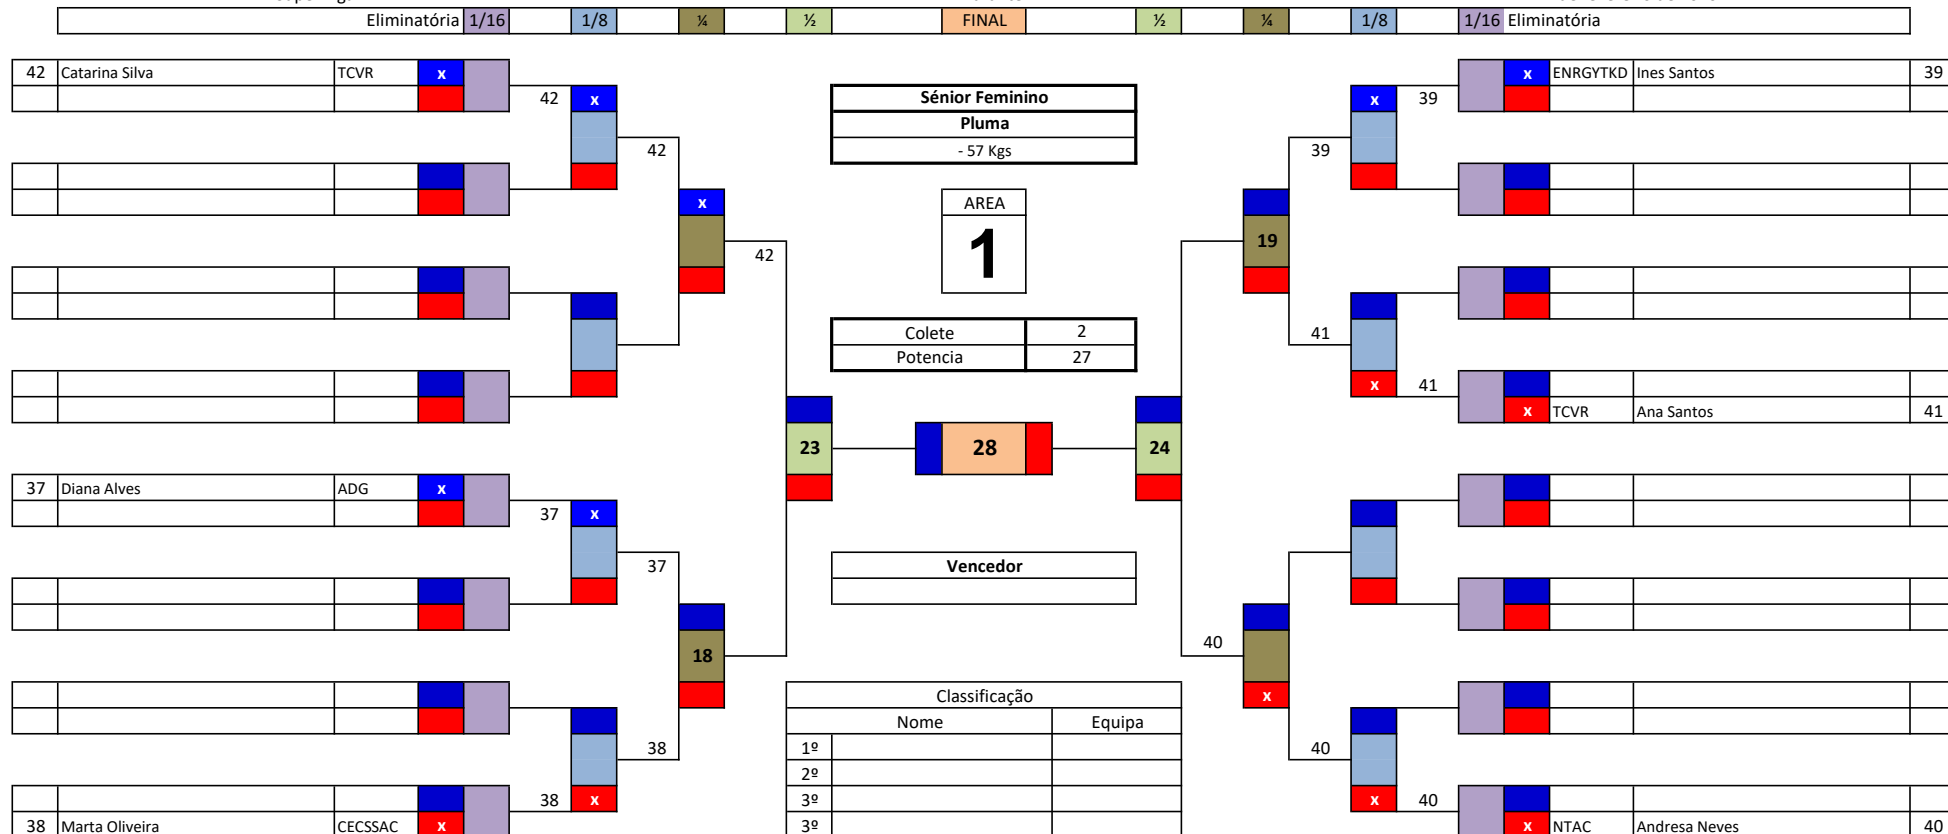 Eliminatória 1/16 1/8 ¼ ½ FINAL ½ ¼ 1/8 1/16 Eliminatória
42 Catarina Silva TCVR x
x ENRGYTKD Ines Santos 39
42 x
Sénior Feminino
x 39
Pluma
42
- 57 Kgs
39
x
AREA
1
42
19
Colete 2
41
Potencia 27
x 41
x TCVR Ana Santos 41
23
28
24
37 Diana Alves ADG x
37 x
37
Vencedor
18
40
Classificação
x
Nome Equipa
38
1º
40
2º
38 x
3º
x 40
38 Marta Oliveira CECSSAC x
3º
x NTAC Andresa Neves 40